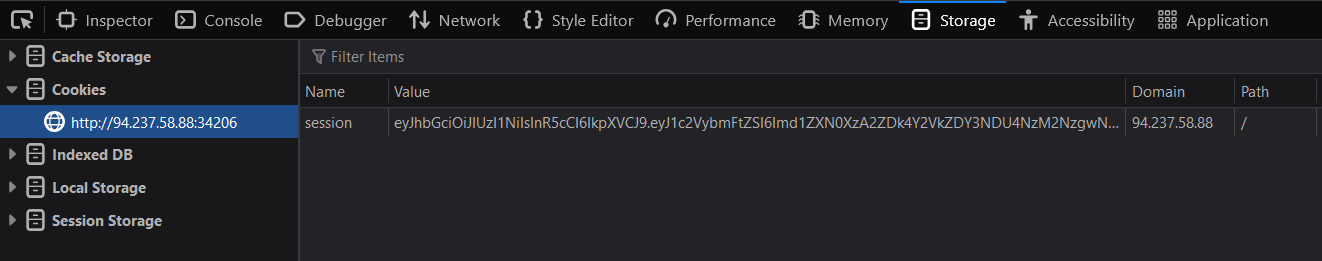 Inspector Console Debugger Network Style Editor Performance Memory Storage Accessibility Application
Cache Storage
Filter Items
Cookies
Name Value Domain Path
http://94.237.58.88:34206
session eyJhbGciOiJIUzI1NiIsInR5cCI6IkpXVCJ9.eyJ1c2VybmFtZSI6Imd1ZXN0XzA2ZDk4Y2VkZDY3NDU4NzM2NzgwN... 94.237.58.88 /
Indexed DB
Local Storage
Session Storage